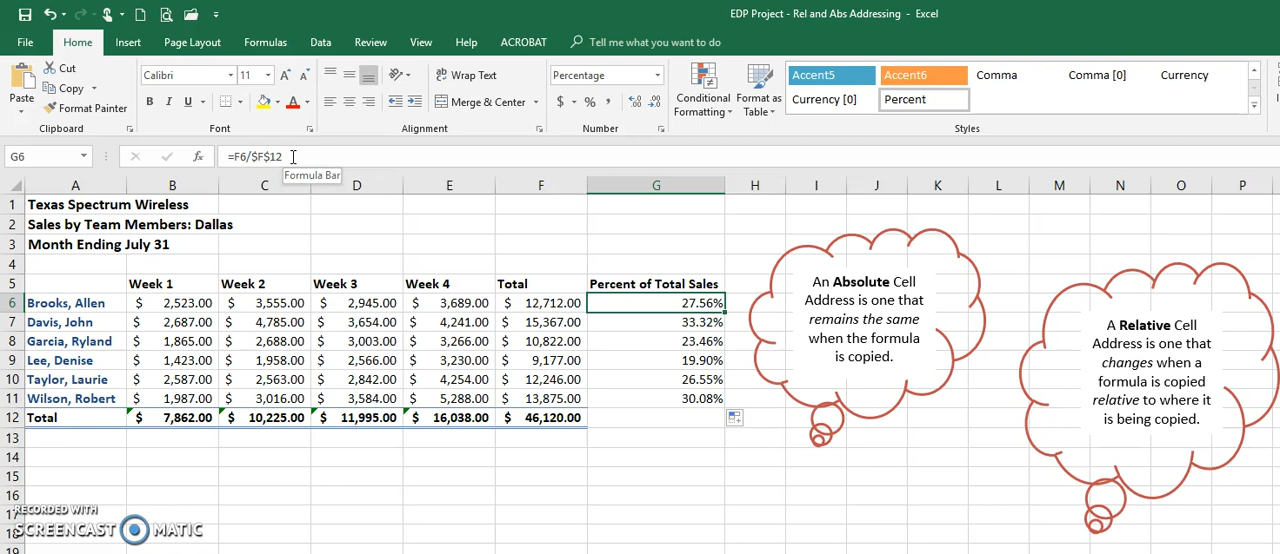 EDP Project - Rel and Abs Addressing - Excel
File Home Insert Page Layout Formulas Data Review View Help ACROBAT Tell me what you want to do
Paste
Cut
Copy
Format Painter
Clipboard
Calibri 11
B I U
Font
Wrap Text
Merge & Center
Alignment
Percentage
$ % ,
Number
Conditional Formatting
Format as Table
Accent5 Accent6 Comma Comma [0] Currency
Currency [0] Percent
Styles
G6 fx =F6/$F$12
Formula Bar
A B C D E F G H I J K L M N O P
1 Texas Spectrum Wireless
2 Sales by Team Members: Dallas
3 Month Ending July 31
4
5 Week 1 Week 2 Week 3 Week 4 Total Percent of Total Sales
6 Brooks, Allen $ 2,523.00 $ 3,555.00 $ 2,945.00 $ 3,689.00 $ 12,712.00 27.56%
7 Davis, John $ 2,687.00 $ 4,785.00 $ 3,654.00 $ 4,241.00 $ 15,367.00 33.32%
8 Garcia, Ryland $ 1,865.00 $ 2,688.00 $ 3,003.00 $ 3,266.00 $ 10,822.00 23.46%
9 Lee, Denise $ 1,423.00 $ 1,958.00 $ 2,566.00 $ 3,230.00 $ 9,177.00 19.90%
10 Taylor, Laurie $ 2,587.00 $ 2,563.00 $ 2,842.00 $ 4,254.00 $ 12,246.00 26.55%
11 Wilson, Robert $ 1,987.00 $ 3,016.00 $ 3,584.00 $ 5,288.00 $ 13,875.00 30.08%
12 Total $ 7,862.00 $ 10,225.00 $ 11,995.00 $ 16,038.00 $ 46,120.00
13
14
15
16
17
18
19
An Absolute Cell
Address is one that
remains the same
when the formula
is copied.
A Relative Cell
Address is one that
changes when a
formula is copied
relative to where it
is being copied.
RECORDED WITH
SCREENCAST MATIC